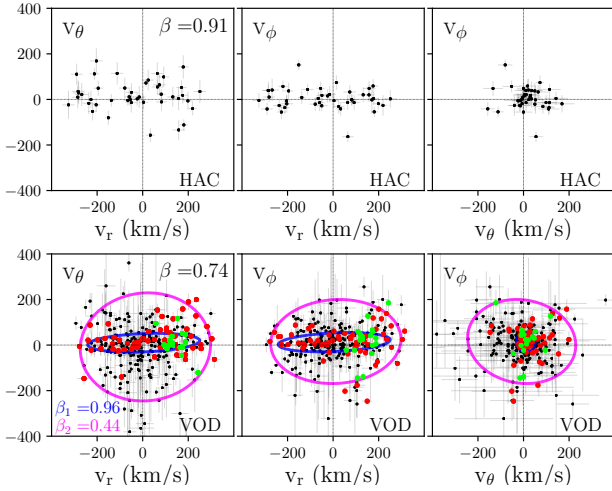 400
200
0
−200
−400
v_θ
β = 0.91
HAC
v_ϕ
HAC
v_ϕ
HAC
−200 0 200
−200 0 200
−200 0 200
v_r (km/s)
v_r (km/s)
v_θ (km/s)
400
200
0
−200
−400
v_θ
β = 0.74
β_1 = 0.96
β_2 = 0.44
VOD
v_ϕ
VOD
v_ϕ
VOD
−200 0 200
−200 0 200
−200 0 200
v_r (km/s)
v_r (km/s)
v_θ (km/s)